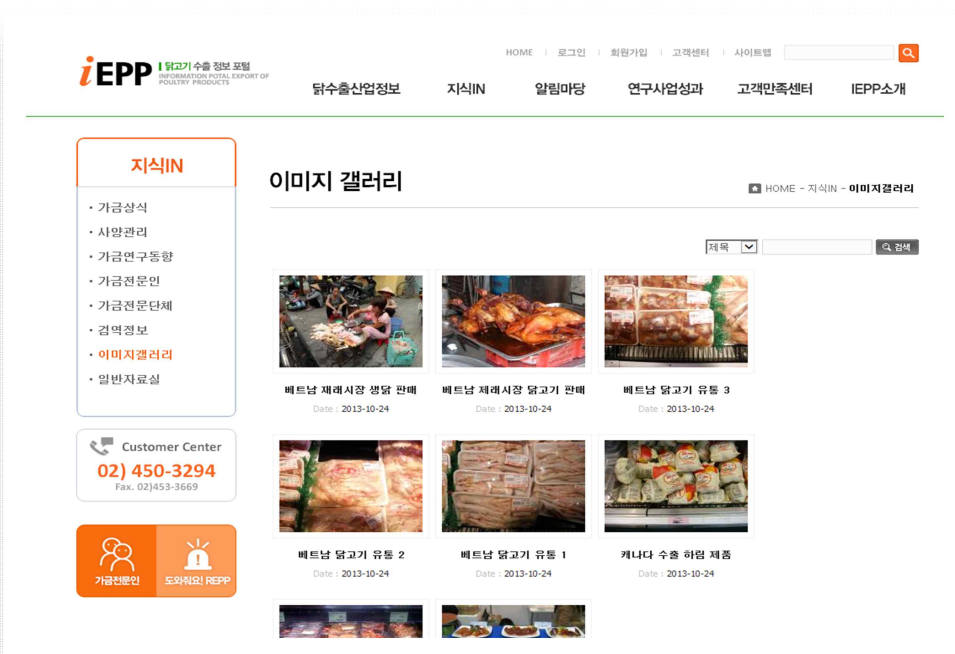 HOME 로그인 회원가입 고객센터 사이트맵
iEPP 닭고기 수출 정보 포털
INFORMATION POTAL EXPORT OF
POULTRY PRODUCTS
닭수출산업정보 지식IN 알림마당 연구사업성과 고객만족센터 IEPP소개
지식IN
• 가금상식
• 사양관리
• 가금연구동향
• 가금전문인
• 가금전문단체
• 검역정보
• 이미지갤러리
• 일반자료실
Customer Center
02) 450-3294
Fax. 02)453-3669
가금전문인 도와줘요! REPP
이미지 갤러리
HOME - 지식IN - 이미지갤러리
제목 검색
베트남 재래시장 생닭 판매 베트남 제래시장 닭고기 판매 베트남 닭고기 유통 3
Date : 2013-10-24 Date : 2013-10-24 Date : 2013-10-24
베트남 닭고기 유통 2 베트남 닭고기 유통 1 캐나다 수출 하림 제품
Date : 2013-10-24 Date : 2013-10-24 Date : 2013-10-24